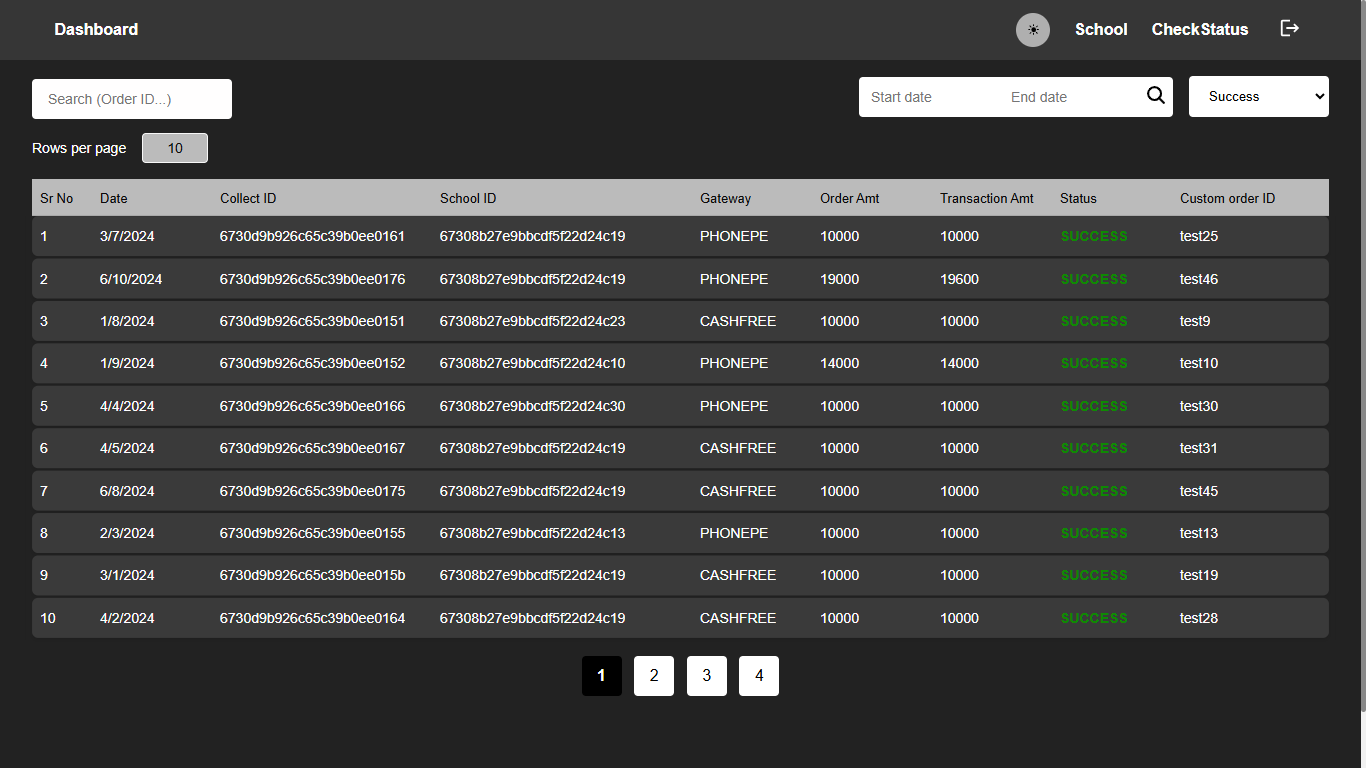 Dashboard School CheckStatus
Search (Order ID...) Start date End date Success
Rows per page 10
Sr No Date Collect ID School ID Gateway Order Amt Transaction Amt Status Custom order ID
1 3/7/2024 6730d9b926c65c39b0ee0161 67308b27e9bbcdf5f22d24c19 PHONEPE 10000 10000 SUCCESS test25
2 6/10/2024 6730d9b926c65c39b0ee0176 67308b27e9bbcdf5f22d24c19 PHONEPE 19000 19600 SUCCESS test46
3 1/8/2024 6730d9b926c65c39b0ee0151 67308b27e9bbcdf5f22d24c23 CASHFREE 10000 10000 SUCCESS test9
4 1/9/2024 6730d9b926c65c39b0ee0152 67308b27e9bbcdf5f22d24c10 PHONEPE 14000 14000 SUCCESS test10
5 4/4/2024 6730d9b926c65c39b0ee0166 67308b27e9bbcdf5f22d24c30 PHONEPE 10000 10000 SUCCESS test30
6 4/5/2024 6730d9b926c65c39b0ee0167 67308b27e9bbcdf5f22d24c19 CASHFREE 10000 10000 SUCCESS test31
7 6/8/2024 6730d9b926c65c39b0ee0175 67308b27e9bbcdf5f22d24c19 CASHFREE 10000 10000 SUCCESS test45
8 2/3/2024 6730d9b926c65c39b0ee0155 67308b27e9bbcdf5f22d24c13 PHONEPE 10000 10000 SUCCESS test13
9 3/1/2024 6730d9b926c65c39b0ee015b 67308b27e9bbcdf5f22d24c19 CASHFREE 10000 10000 SUCCESS test19
10 4/2/2024 6730d9b926c65c39b0ee0164 67308b27e9bbcdf5f22d24c19 CASHFREE 10000 10000 SUCCESS test28
1 2 3 4